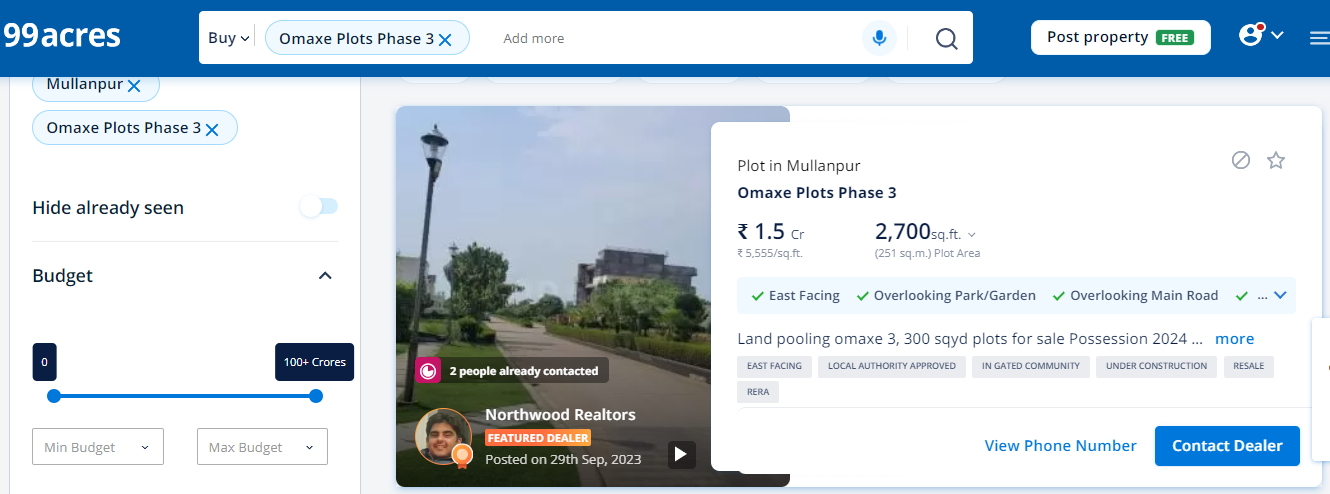 99acres
Buy
Omaxe Plots Phase 3
Add more
Post property FREE
Mullanpur
Omaxe Plots Phase 3
Hide already seen
Budget
0
100+ Crores
Min Budget
Max Budget
2 people already contacted
Northwood Realtors
FEATURED DEALER
Posted on 29th Sep, 2023
Plot in Mullanpur
Omaxe Plots Phase 3
₹ 1.5 Cr
₹ 5,555/sq.ft.
2,700sq.ft.
(251 sq.m.) Plot Area
East Facing Overlooking Park/Garden Overlooking Main Road ...
Land pooling omaxe 3, 300 sqyd plots for sale Possession 2024 ... more
EAST FACING LOCAL AUTHORITY APPROVED IN GATED COMMUNITY UNDER CONSTRUCTION RESALE
RERA
View Phone Number
Contact Dealer